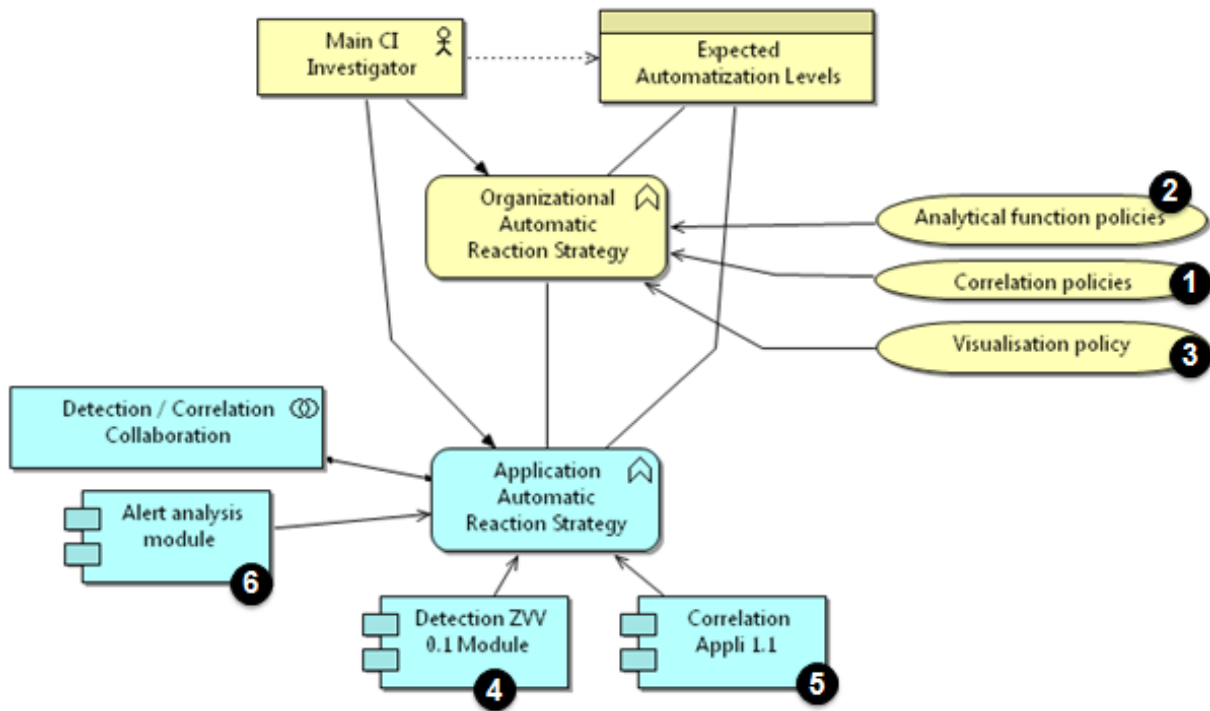 Main CI
Investigator
Expected
Automatization Levels
Organizational
Automatic
Reaction Strategy
2
Analytical function policies
Correlation policies
1
Visualisation policy
3
Detection / Correlation
Collaboration
Application
Automatic
Reaction Strategy
Alert analysis
module
6
Detection ZVV
0.1 Module
4
Correlation
Appli 1.1
5